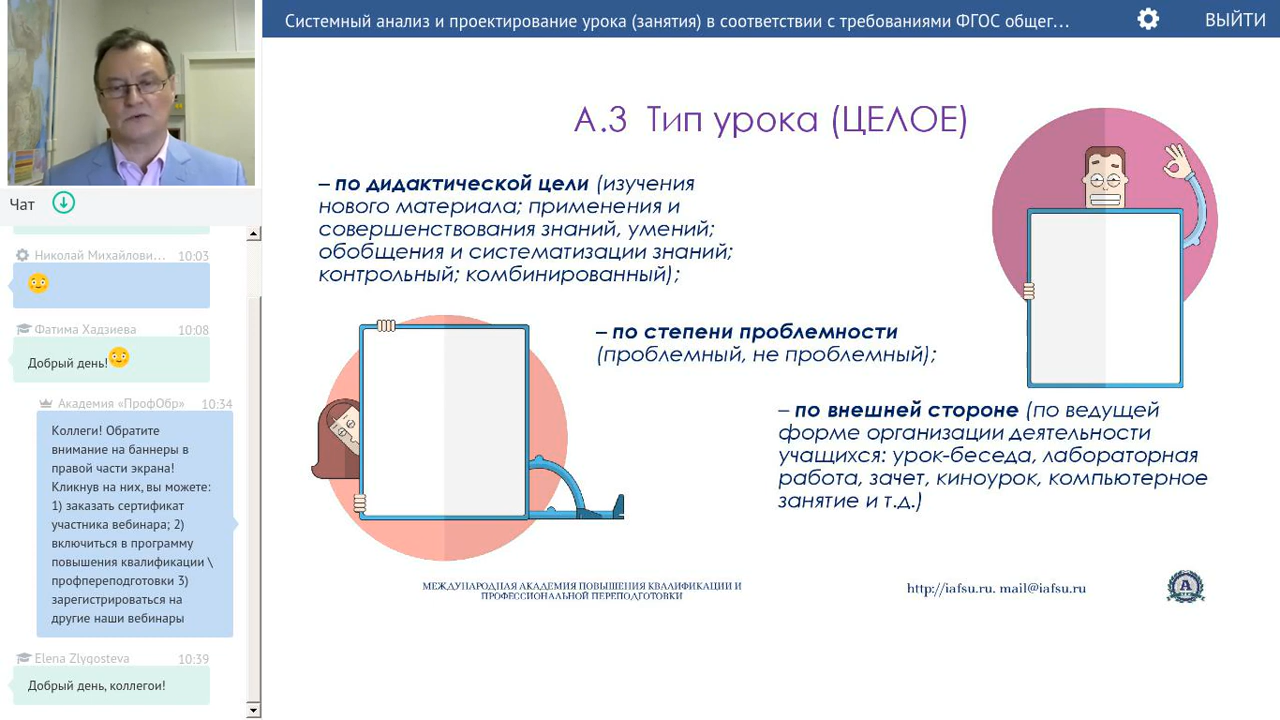 Системный анализ и проектирование урока (занятия) в соответствии с требованиями ФГОС общег...
ВЫЙТИ
Чат
Николай Михайлови...
10:03
Фатима Хадзиева
10:08
Добрый день!
Академия «ПрофОбр»
10:34
Коллеги! Обратите
внимание на баннеры в
правой части экрана!
Кликнув на них, вы можете:
1) заказать сертификат
участника вебинара; 2)
включиться в программу
повышения квалификации \
профпереподготовки 3)
зарегистрироваться на
другие наши вебинары
Elena Zlygosteva
10:39
Добрый день, коллегои!
А.3 Тип урока (ЦЕЛОЕ)
– по дидактической цели (изучения
нового материала; применения и
совершенствования знаний, умений;
обобщения и систематизации знаний;
контрольный; комбинированный);
– по степени проблемности
(проблемный, не проблемный);
– по внешней стороне (по ведущей
форме организации деятельности
учащихся: урок-беседа, лабораторная
работа, зачет, киноурок, компьютерное
занятие и т.д.)
МЕЖДУНАРОДНАЯ АКАДЕМИЯ ПОВЫШЕНИЯ КВАЛИФИКАЦИИ И
ПРОФЕССИОНАЛЬНОЙ ПЕРЕПОДГОТОВКИ
http://iafsu.ru. mail@iafsu.ru
А